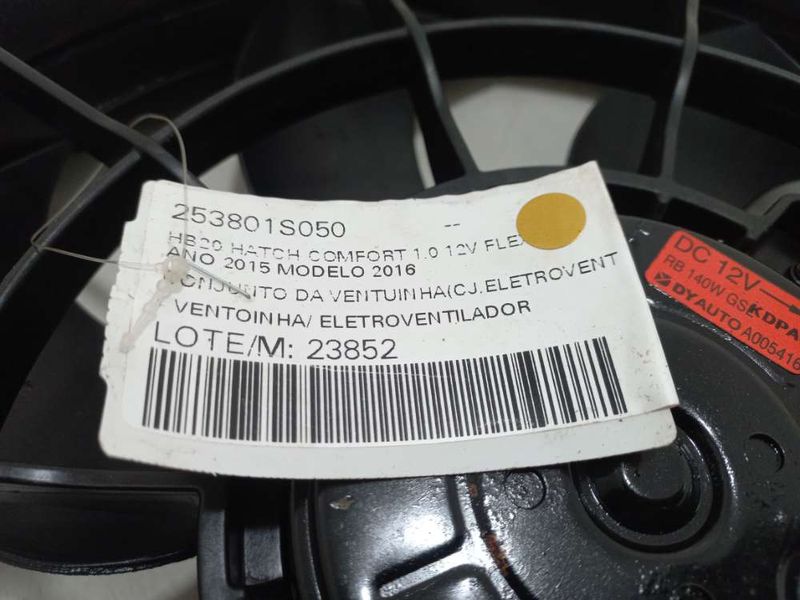 253801S050 --
HB20 HATCH COMFORT 1.0 12V FLEX
ANO 2015 MODELO 2016
CONJUNTO DA VENTUINHA(CJ.ELETROVENT
VENTOINHA/ ELETROVENTILADOR
LOTE/M: 23852
DC 12V
RB 140W
DYAUTO A005416